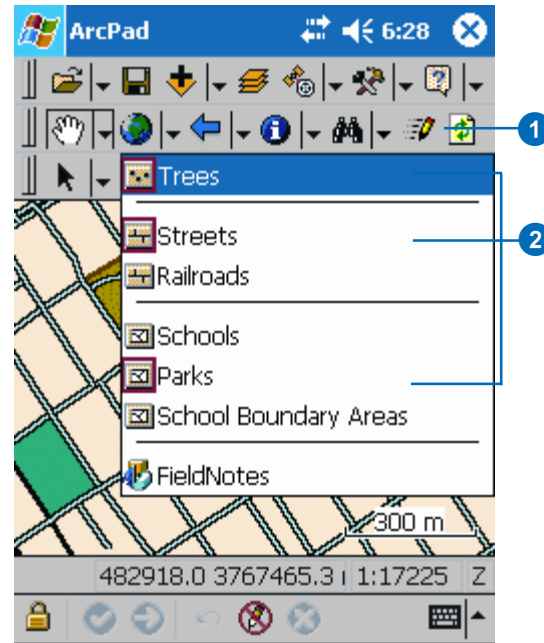 ArcPad 6:28
1
Trees
Streets
2
Railroads
Schools
Parks
School Boundary Areas
FieldNotes
300 m
482918.0 3767465.3 1:17225 Z